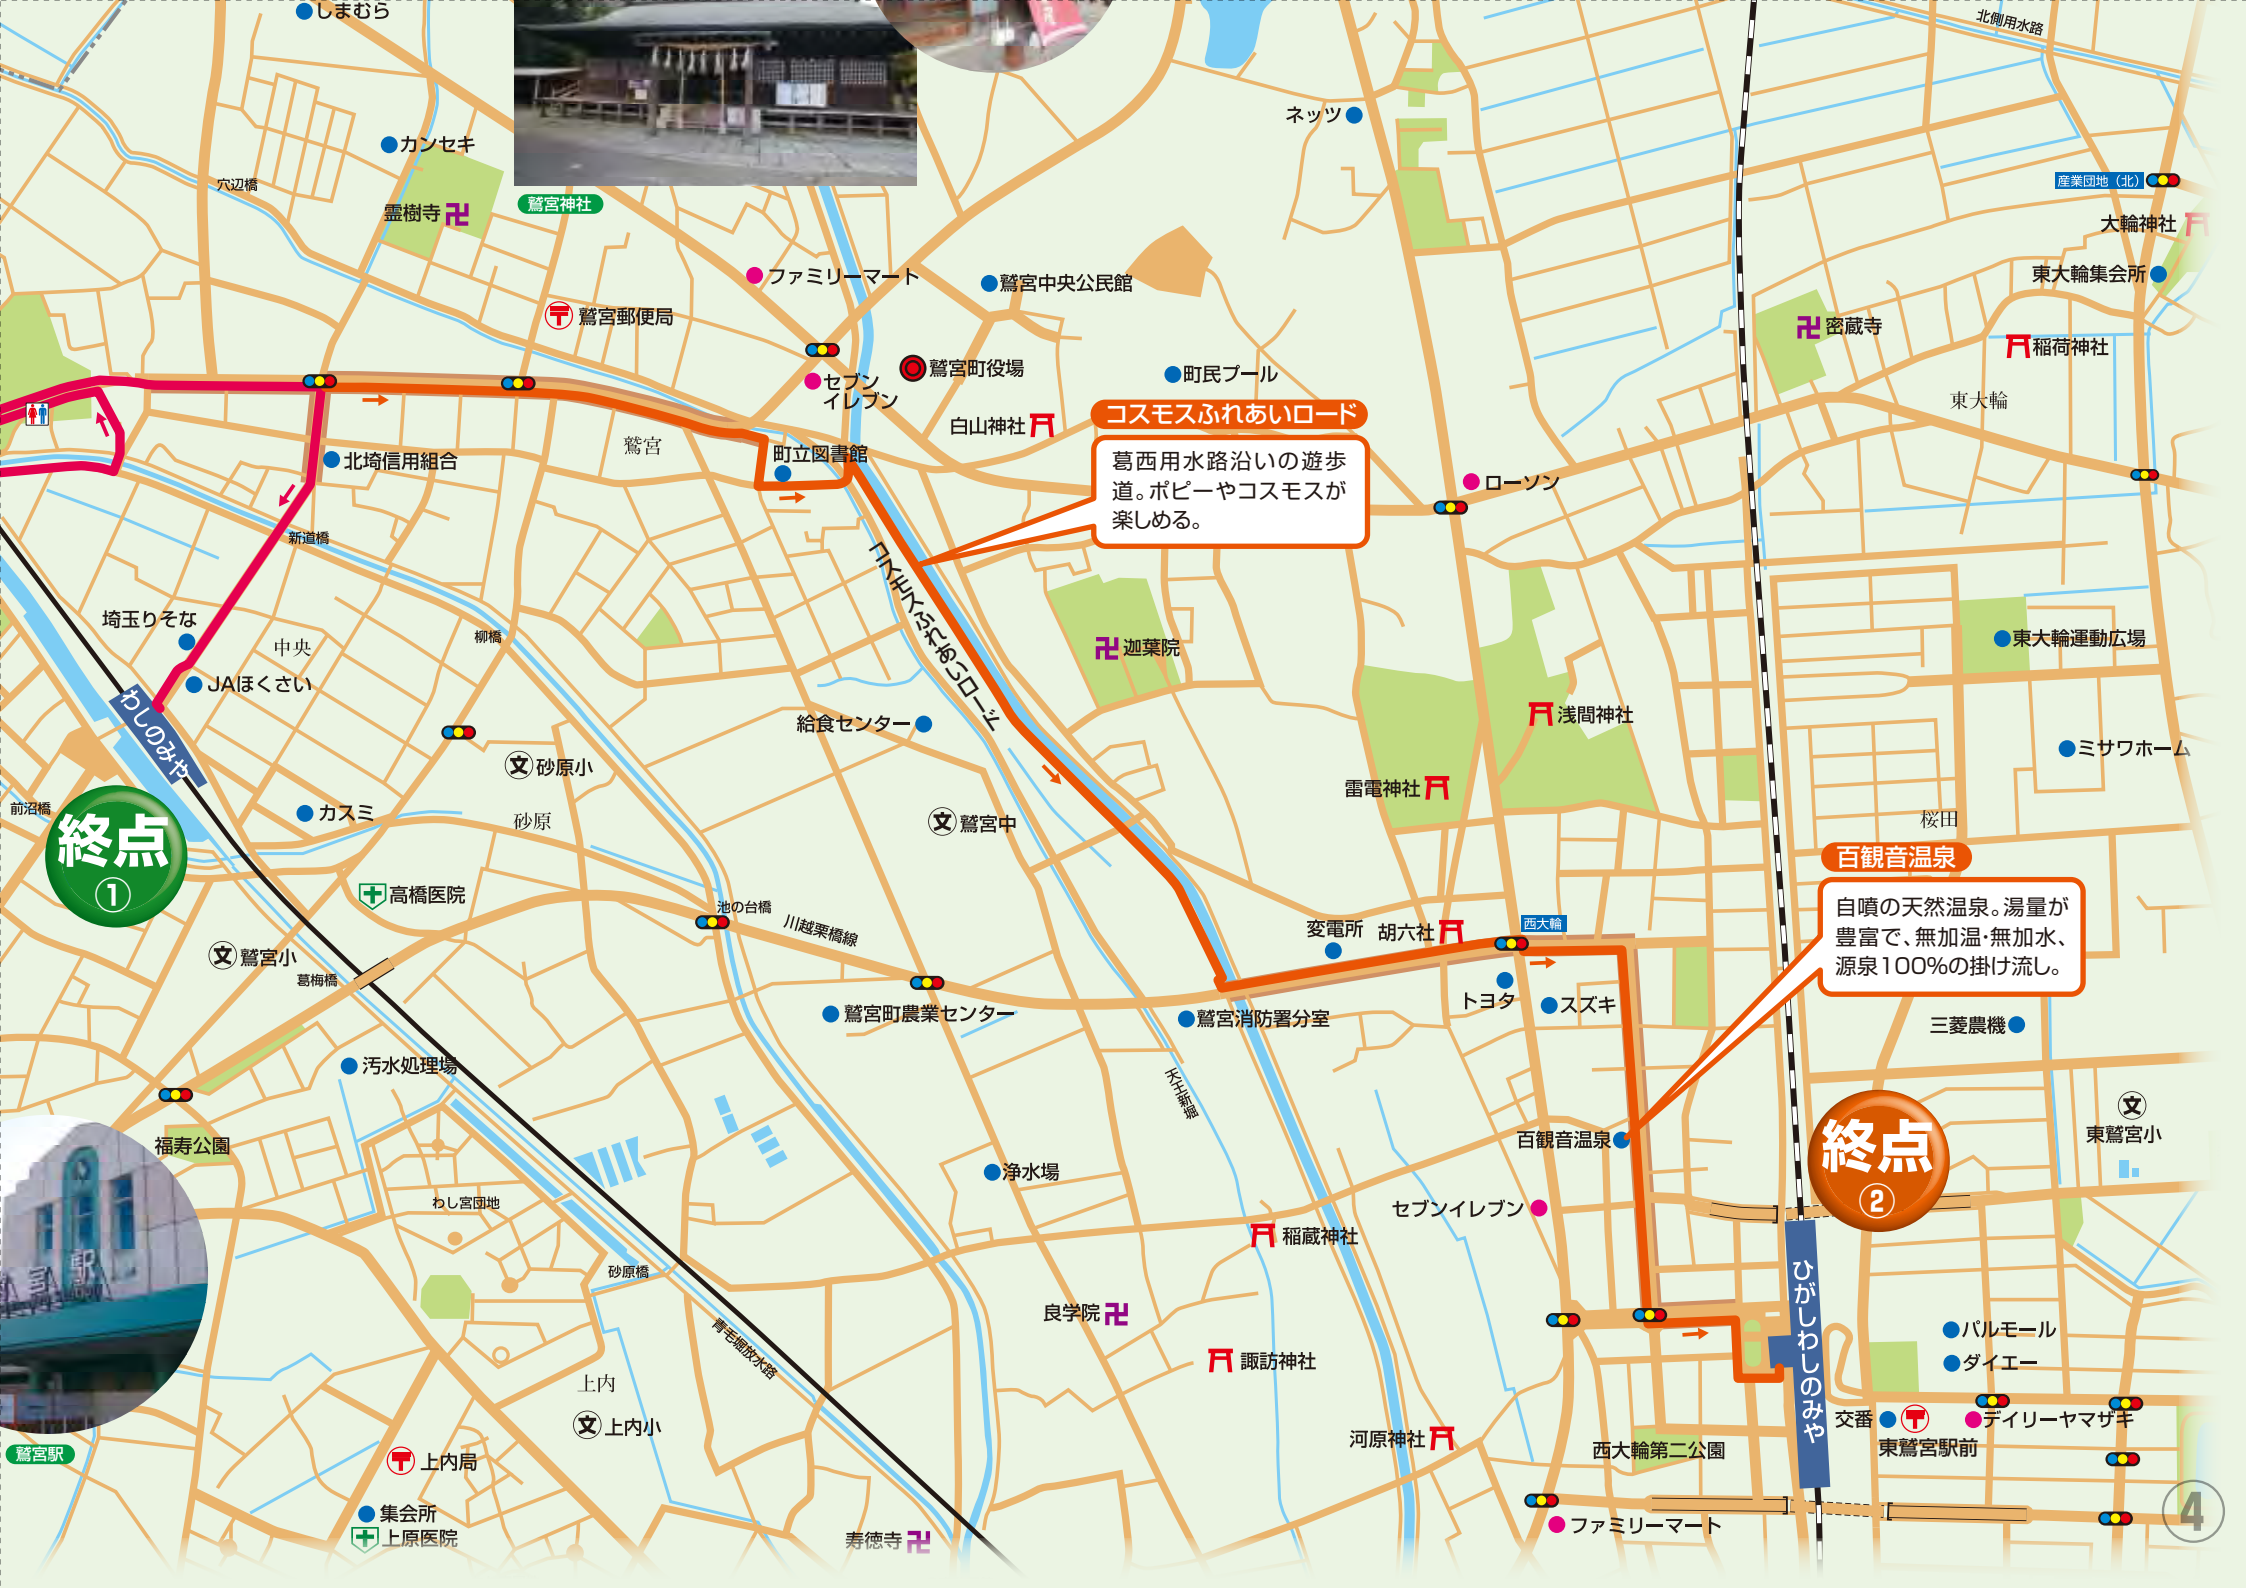 しまむら
北側用水路
カンセキ
ネッツ
穴辺橋
霊樹寺
鷲宮神社
産業団地（北）
大輪神社
ファミリーマート
鷲宮中央公民館
東大輪集会所
鷲宮郵便局
密蔵寺
稲荷神社
鷲宮町役場
町民プール
セブン
イレブン
東大輪
コスモスふれあいロード
白山神社
鷲宮
町立図書館
北埼信用組合
葛西用水路沿いの遊歩
道。ポピーやコスモスが
楽しめる。
ローソン
新道橋
コスモスふれあいロード
埼玉りそな
中央
柳橋
迦葉院
東大輪運動広場
JAほくさい
わしのみや
給食センター
浅間神社
ミサワホーム
砂原小
雷電神社
前沼橋
カスミ
砂原
鷲宮中
桜田
終点
①
百観音温泉
自噴の天然温泉。湯量が
豊富で、無加温・無加水、
源泉100%の掛け流し。
高橋医院
池の台橋
川越栗橋線
変電所
胡六社
西大輪
鷲宮小
葛梅橋
鷲宮町農業センター
鷲宮消防署分室
トヨタ
スズキ
三菱農機
汚水処理場
天王新堀
福寿公園
百観音温泉
終点
②
東鷲宮小
浄水場
わし宮団地
セブンイレブン
稲蔵神社
砂原橋
ひがしわしのみや
良学院
青毛堀放水路
諏訪神社
パルモール
ダイエー
上内
上内小
河原神社
西大輪第二公園
交番
デイリーヤマザキ
東鷲宮駅前
鷲宮駅
上内局
集会所
上原医院
寿徳寺
ファミリーマート
4